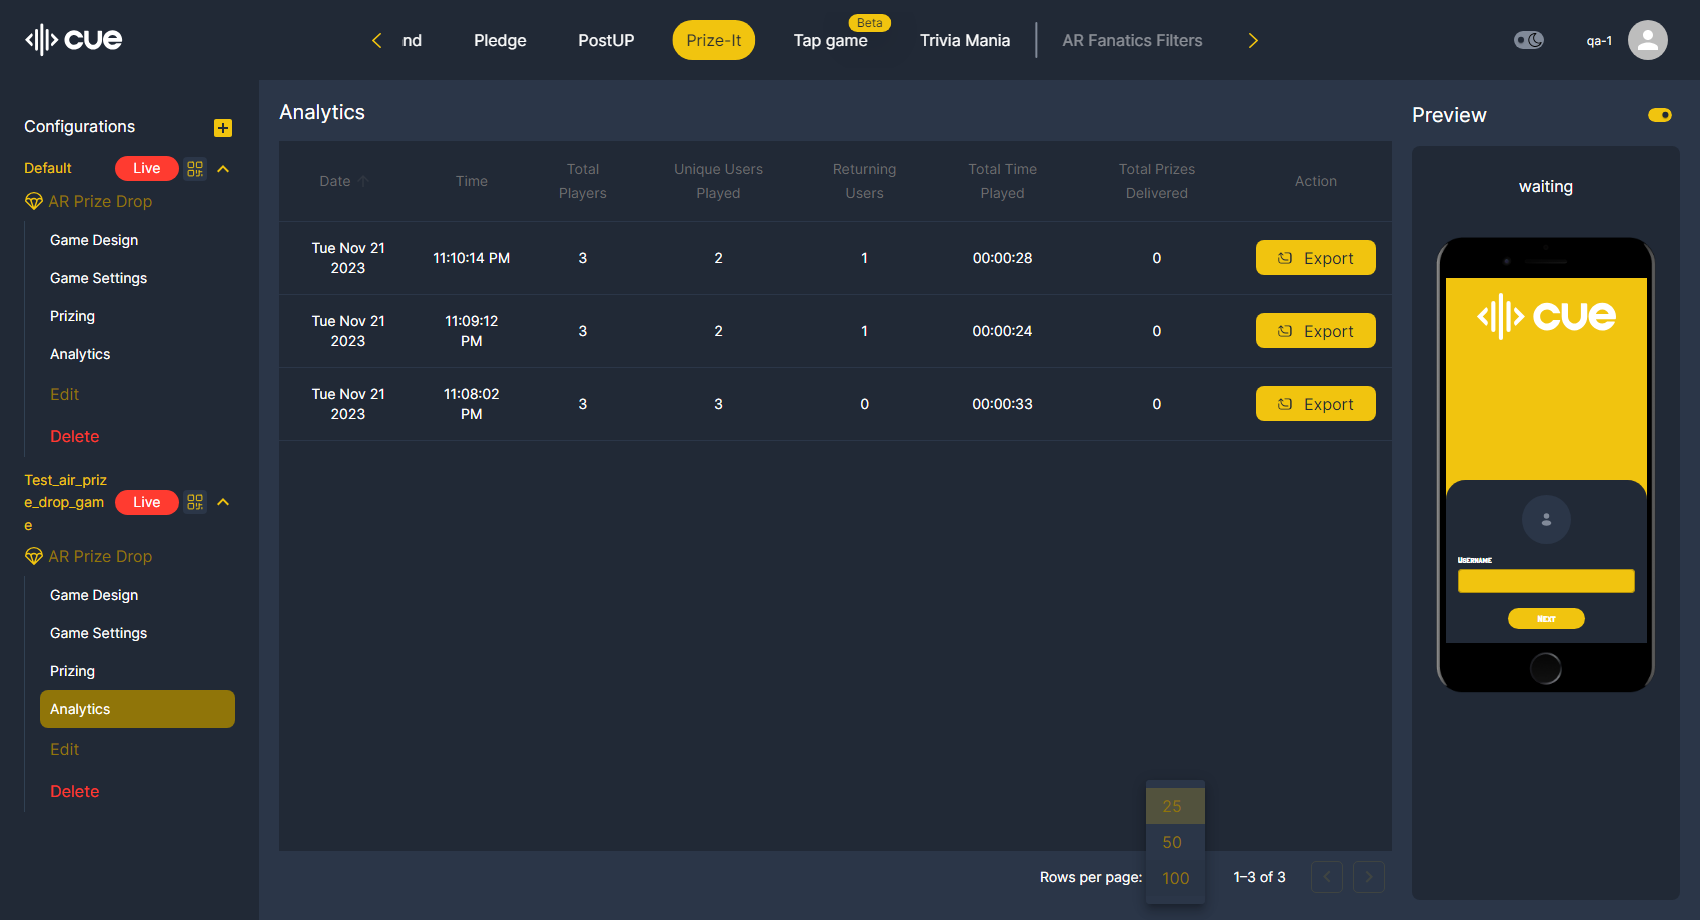 cue
nd
Pledge
PostUP
Prize-It
Beta
Tap game
Trivia Mania
AR Fanatics Filters
qa-1
Configurations
Default
Live
AR Prize Drop
Game Design
Game Settings
Prizing
Analytics
Edit
Delete
Test_air_priz
e_drop_gam
e
Live
AR Prize Drop
Game Design
Game Settings
Prizing
Analytics
Edit
Delete
Analytics
Date
Time
Total
Players
Unique Users
Played
Returning
Users
Total Time
Played
Total Prizes
Delivered
Action
Tue Nov 21
2023
11:10:14 PM
3
2
1
00:00:28
0
Export
Tue Nov 21
2023
11:09:12
PM
3
2
1
00:00:24
0
Export
Tue Nov 21
2023
11:08:02
PM
3
3
0
00:00:33
0
Export
25
50
100
Rows per page:
1–3 of 3
Preview
waiting
cue
Username
Next